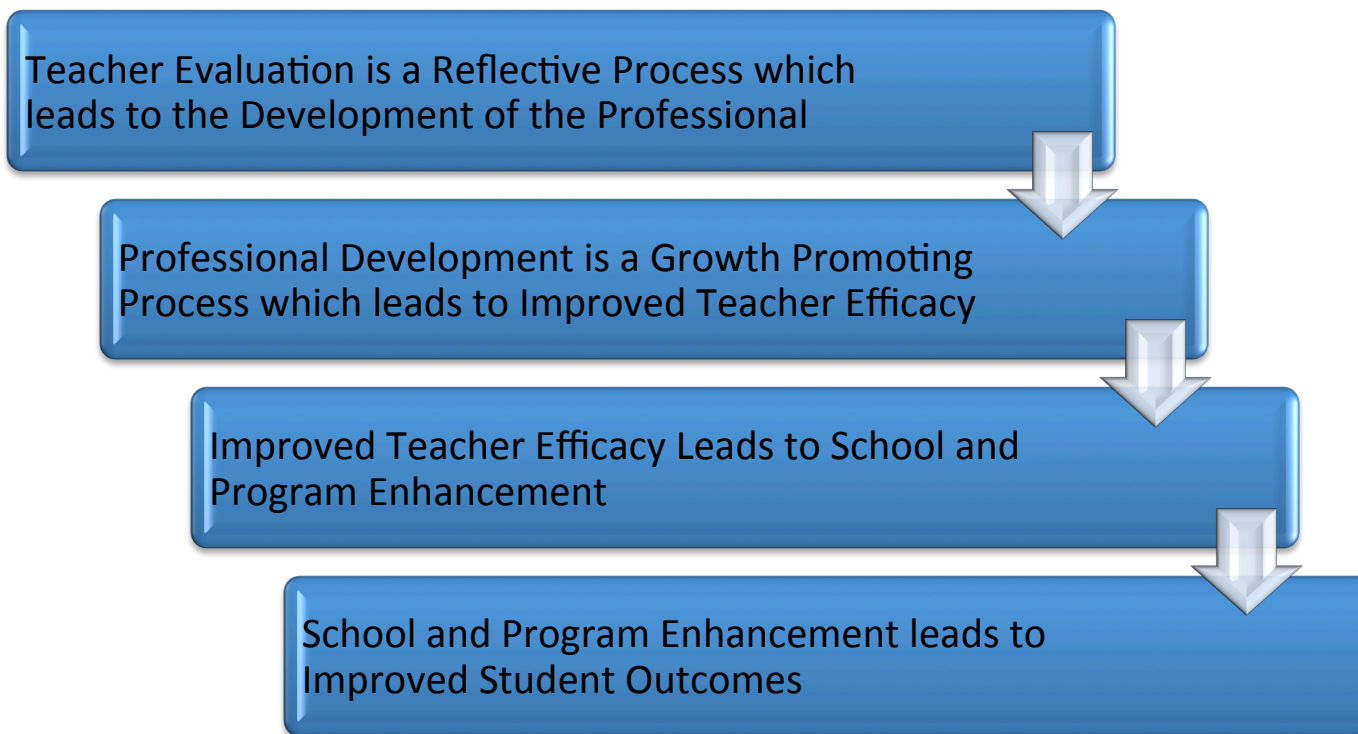 Teacher Evaluation is a Reflective Process which
leads to the Development of the Professional
Professional Development is a Growth Promoting
Process which leads to Improved Teacher Efficacy
Improved Teacher Efficacy Leads to School and
Program Enhancement
School and Program Enhancement leads to
Improved Student Outcomes